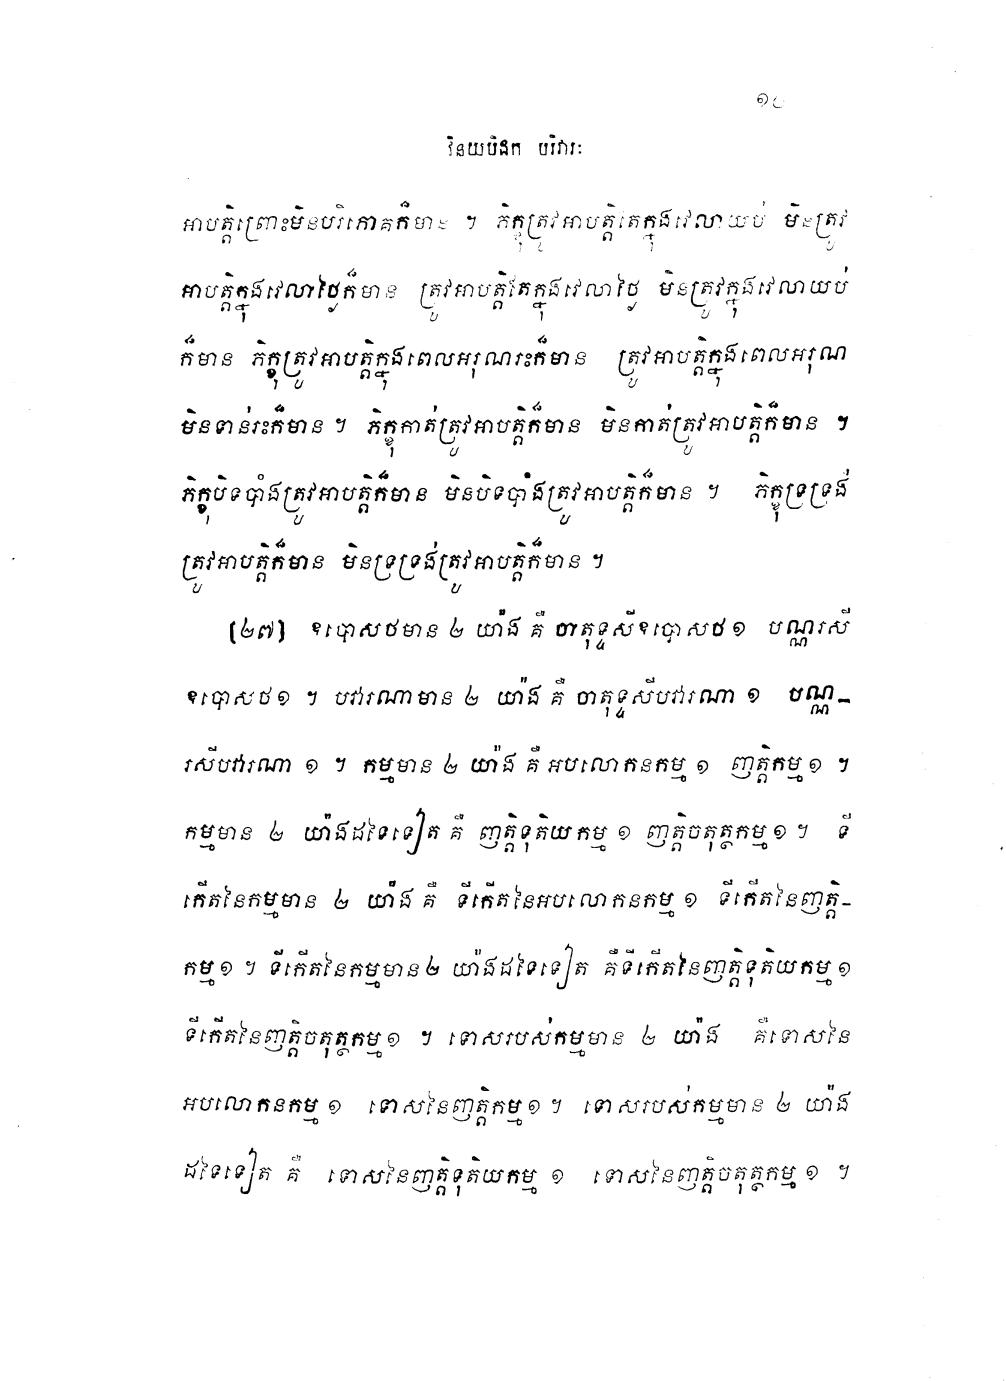 វិនយបិដក បរិវារៈ
អាបត្តិព្រោះមិនបរិភោគក៏មាន ។ ភិក្ខុត្រូវអាបត្តិតែក្នុងវេលាយប់ មិនត្រូវ
អាបត្តិក្នុងវេលាថ្ងៃក៏មាន ត្រូវអាបត្តិតែក្នុងវេលាថ្ងៃ មិនត្រូវក្នុងវេលាយប់
ក៏មាន ភិក្ខុត្រូវអាបត្តិក្នុងពេលអរុណរះក៏មាន ត្រូវអាបត្តិក្នុងពេលអរុណ
មិនទាន់រះក៏មាន ។ ភិក្ខុកាត់ត្រូវអាបត្តិក៏មាន មិនកាត់ត្រូវអាបត្តិក៏មាន ។
ភិក្ខុបិទបាំងត្រូវអាបត្តិក៏មាន មិនបិទបាំងត្រូវអាបត្តិក៏មាន ។ ភិក្ខុទ្រទ្រង់
ត្រូវអាបត្តិក៏មាន មិនទ្រទ្រង់ត្រូវអាបត្តិក៏មាន ។
(២៧) ឧបោសថមាន ២ យ៉ាង គឺ ចាតុទ្ទសីឧបោសថ១ បណ្ណរសី
ឧបោសថ១ ។ បវារណាមាន ២ យ៉ាង គឺ ចាតុទ្ទសីបវារណា ១ បណ្ណ-
រសីបវារណា ១ ។ កម្មមាន ២ យ៉ាង គឺ អបលោកនកម្ម ១ ញត្តិកម្ម១ ។
កម្មមាន ២ យ៉ាងដទៃទៀត គឺ ញត្តិទុតិយកម្ម ១ ញត្តិចតុត្ថកម្ម១ ។ ទី
កើតនៃកម្មមាន ២ យ៉ាង គឺ ទីកើតនៃអបលោកនកម្ម ១ ទីកើតនៃញត្តិ-
កម្ម១ ។ ទីកើតនៃកម្មមាន២ យ៉ាងដទៃទៀត គឺទីកើតនៃញត្តិទុតិយកម្ម១
ទីកើតនៃញត្តិចតុត្ថកម្ម១ ។ ទោសរបស់កម្មមាន ២ យ៉ាង គឺទោសនៃ
អបលោកនកម្ម ១ ទោសនៃញត្តិកម្ម១ ។ ទោសរបស់កម្មមាន ២ យ៉ាង
ដទៃទៀត គឺ ទោសនៃញត្តិទុតិយកម្ម ១ ទោសនៃញត្តិចតុត្ថកម្ម ១ ។